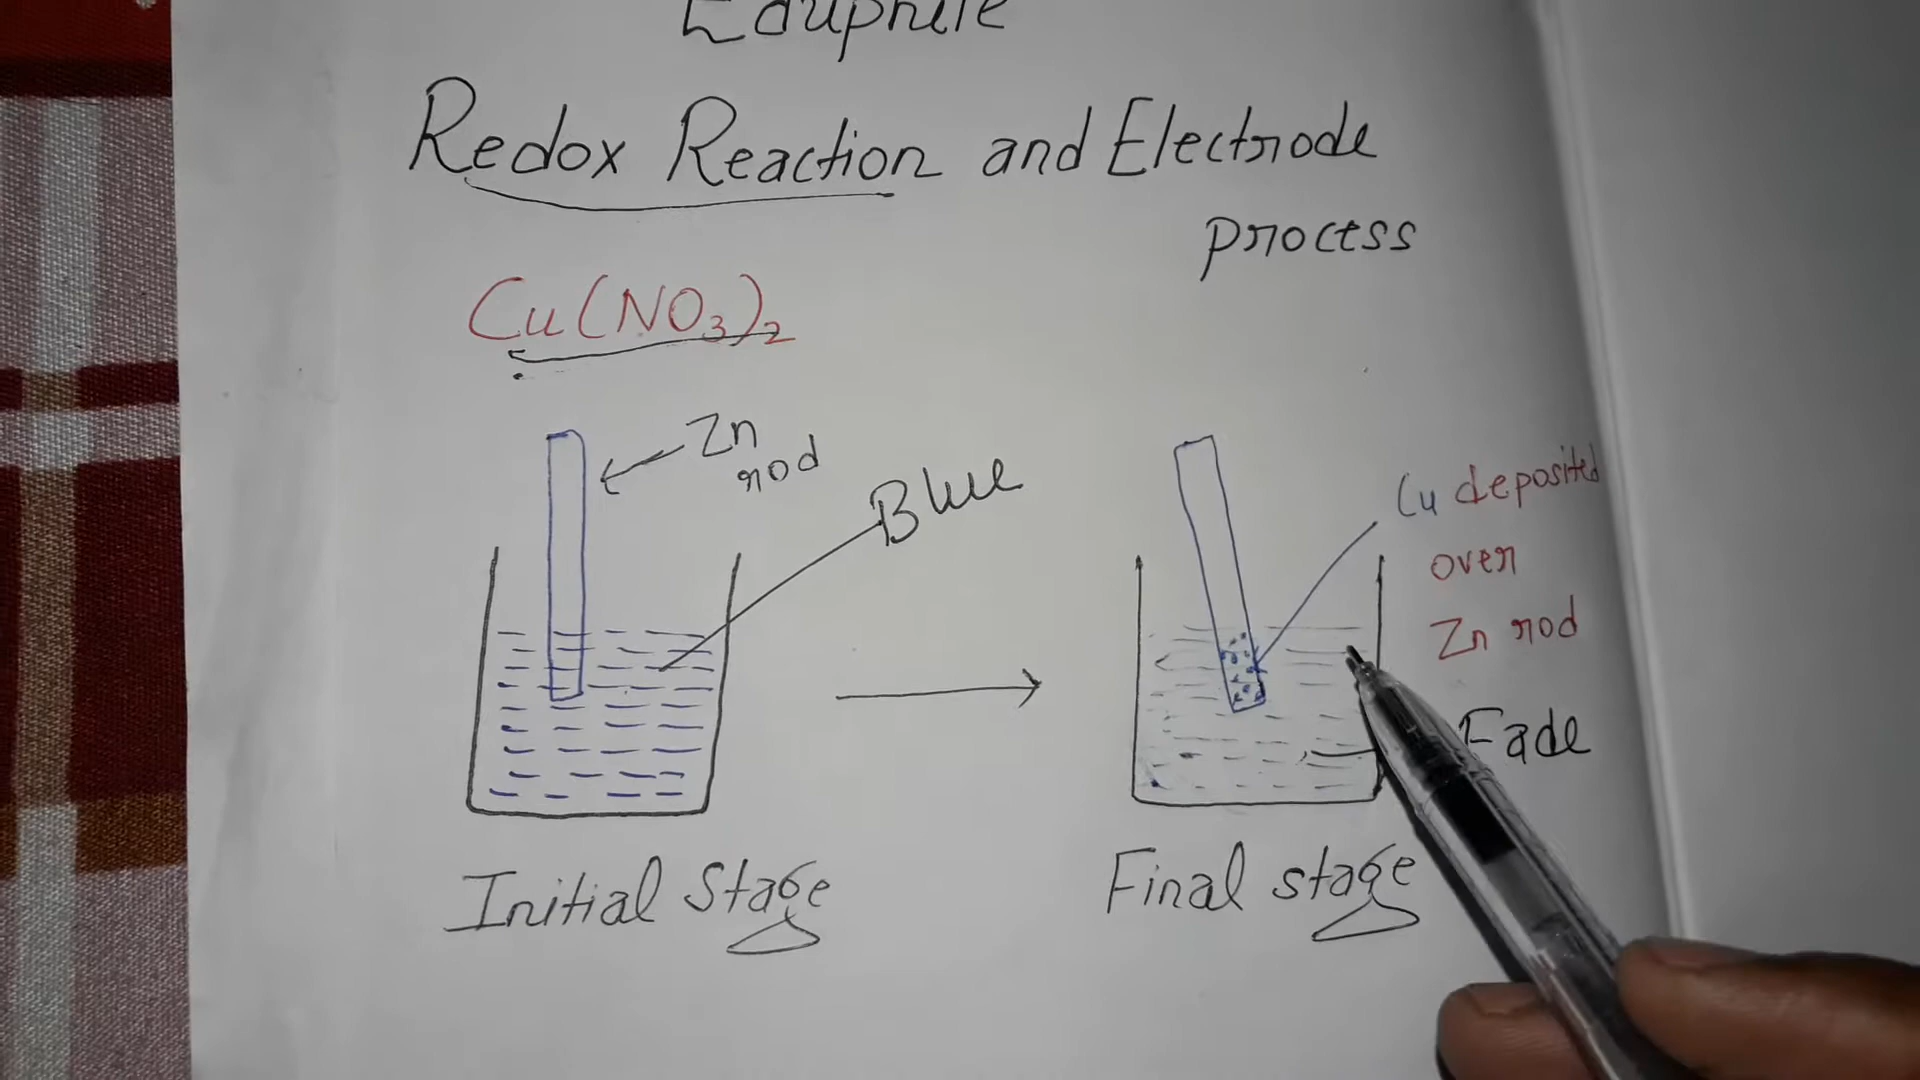 Eduphile
Redox Reaction and Electrode
process
Cu(NO3)2
Zn
rod
Blue
Cu deposited
over
Zn rod
Fade
Initial Stage
Final stage